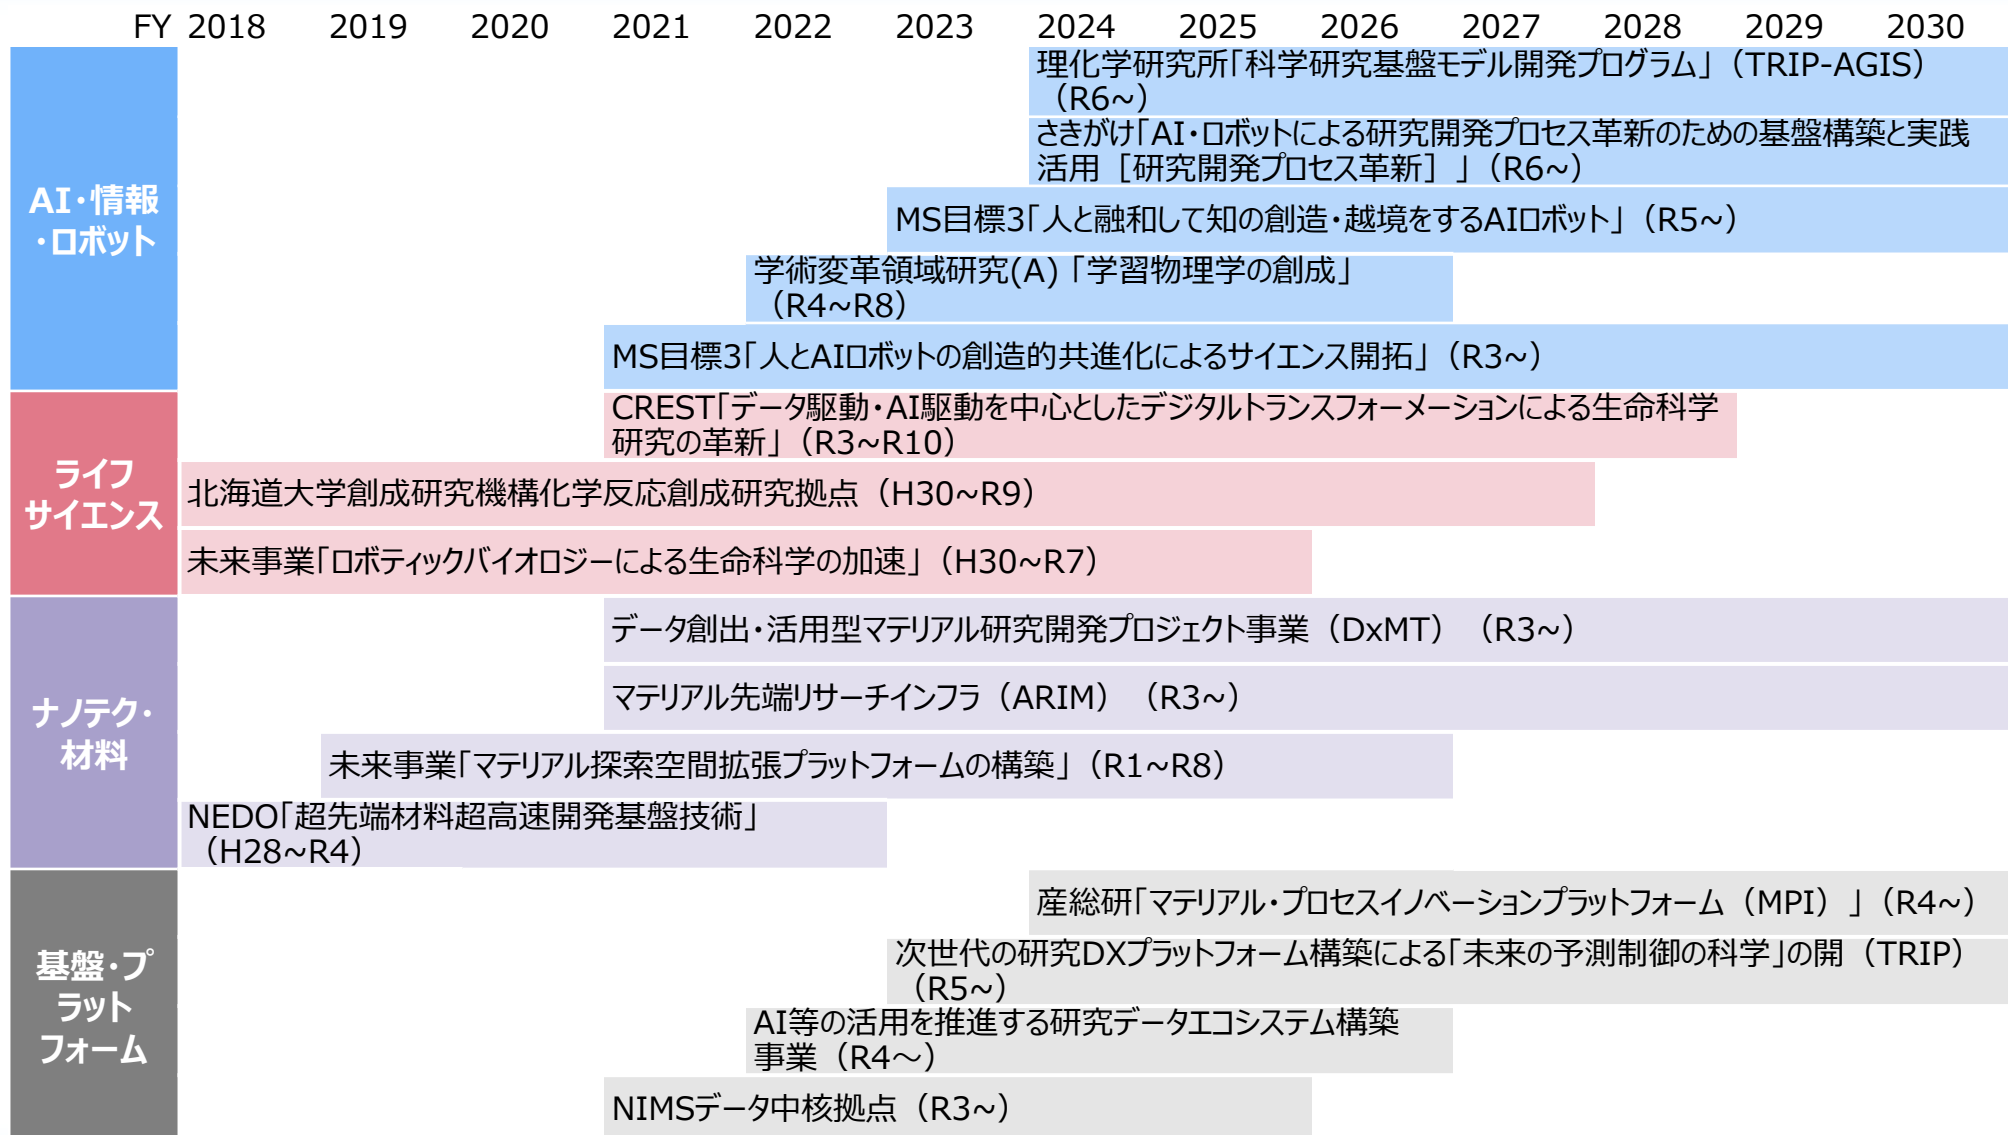 FY 2018 2019 2020 2021 2022 2023 2024 2025 2026 2027 2028 2029 2030
AI・情報
・ロボット
理化学研究所「科学研究基盤モデル開発プログラム」（TRIP-AGIS）
（R6~）
さきがけ「AI・ロボットによる研究開発プロセス革新のための基盤構築と実践
活用［研究開発プロセス革新］」（R6~）
MS目標3「人と融和して知の創造・越境をするAIロボット」（R5~）
学術変革領域研究(A)「学習物理学の創成」
（R4~R8）
MS目標3「人とAIロボットの創造的共進化によるサイエンス開拓」（R3~）
ライフ
サイエンス
CREST「データ駆動・AI駆動を中心としたデジタルトランスフォーメーションによる生命科学
研究の革新」（R3~R10）
北海道大学創成研究機構化学反応創成研究拠点（H30~R9）
未来事業「ロボティックバイオロジーによる生命科学の加速」（H30~R7）
ナノテク・
材料
データ創出・活用型マテリアル研究開発プロジェクト事業（DxMT）（R3~）
マテリアル先端リサーチインフラ（ARIM）（R3~）
未来事業「マテリアル探索空間拡張プラットフォームの構築」（R1~R8）
NEDO「超先端材料超高速開発基盤技術」
（H28~R4）
基盤・プ
ラット
フォーム
産総研「マテリアル・プロセスイノベーションプラットフォーム（MPI）」（R4~）
次世代の研究DXプラットフォーム構築による「未来の予測制御の科学」の開（TRIP）
（R5~）
AI等の活用を推進する研究データエコシステム構築
事業（R4～）
NIMSデータ中核拠点（R3~）